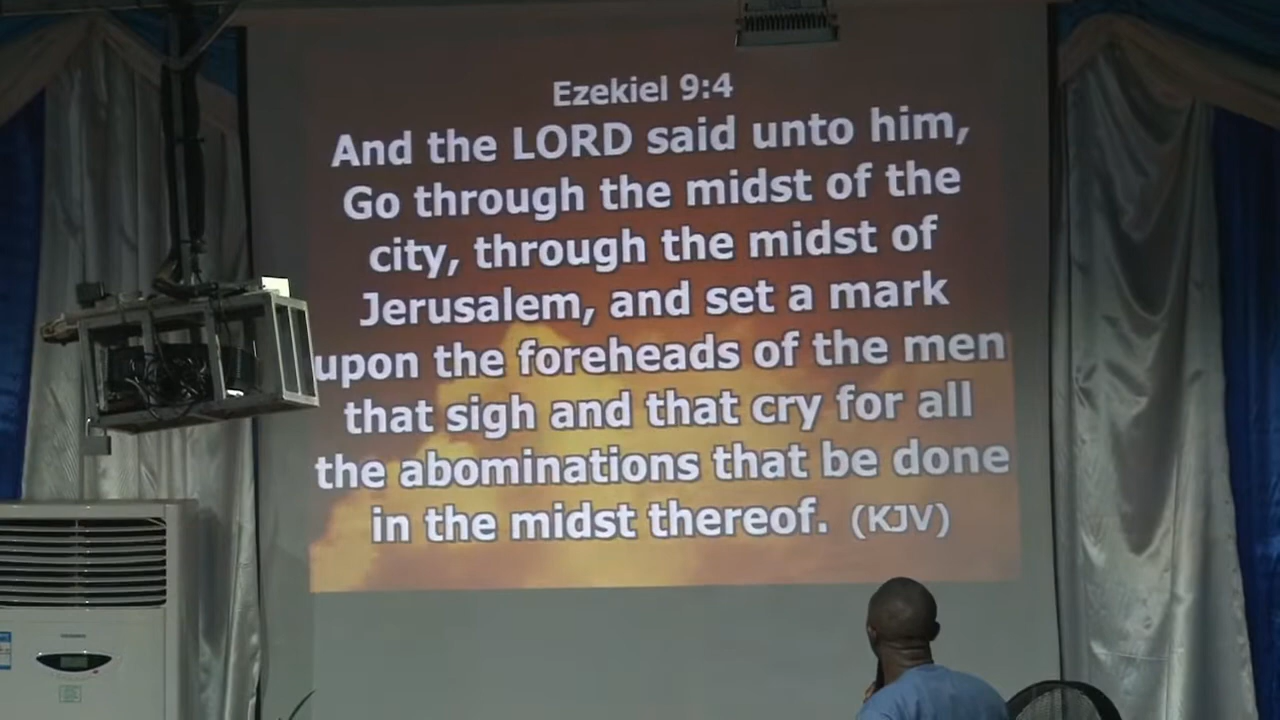 Ezekiel 9:4
And the LORD said unto him,
Go through the midst of the
city, through the midst of
Jerusalem, and set a mark
upon the foreheads of the men
that sigh and that cry for all
the abominations that be done
in the midst thereof. (KJV)